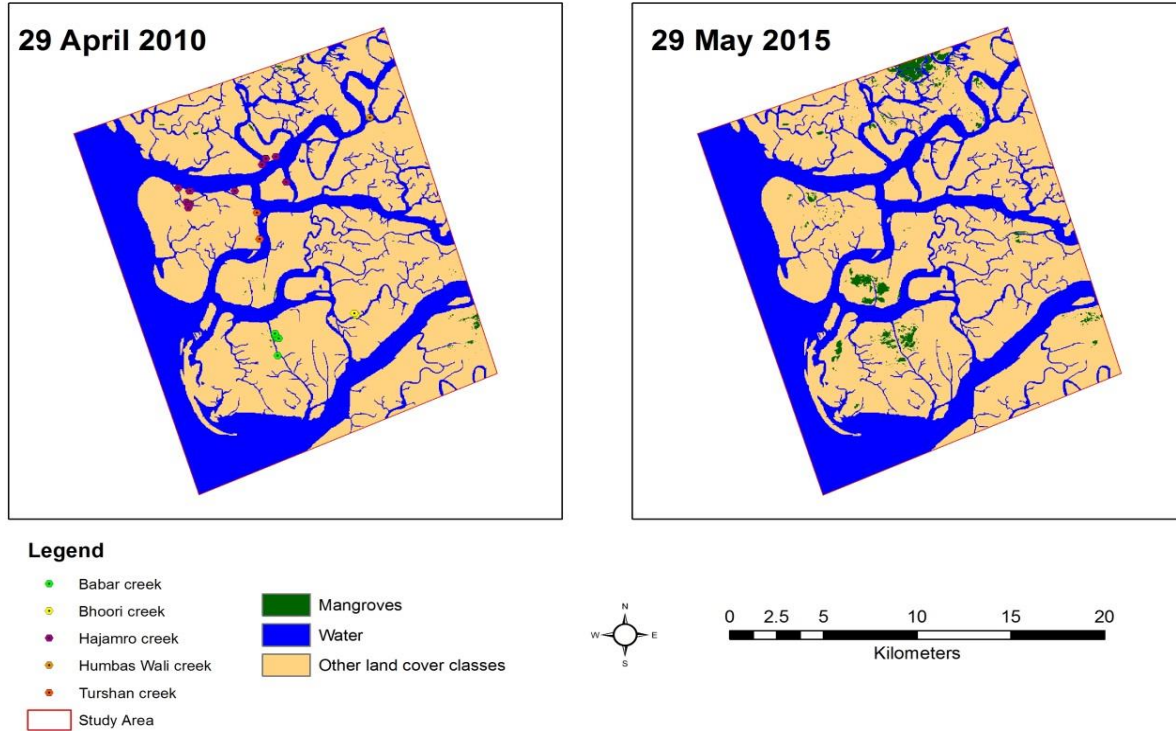 29 April 2010
29 May 2015
Legend
Babar creek
Bhoori creek
Hajamro creek
Humbas Wali creek
Turshan creek
Study Area
Mangroves
Water
Other land cover classes
N
W E
S
0 2.5 5 10 15 20
Kilometers